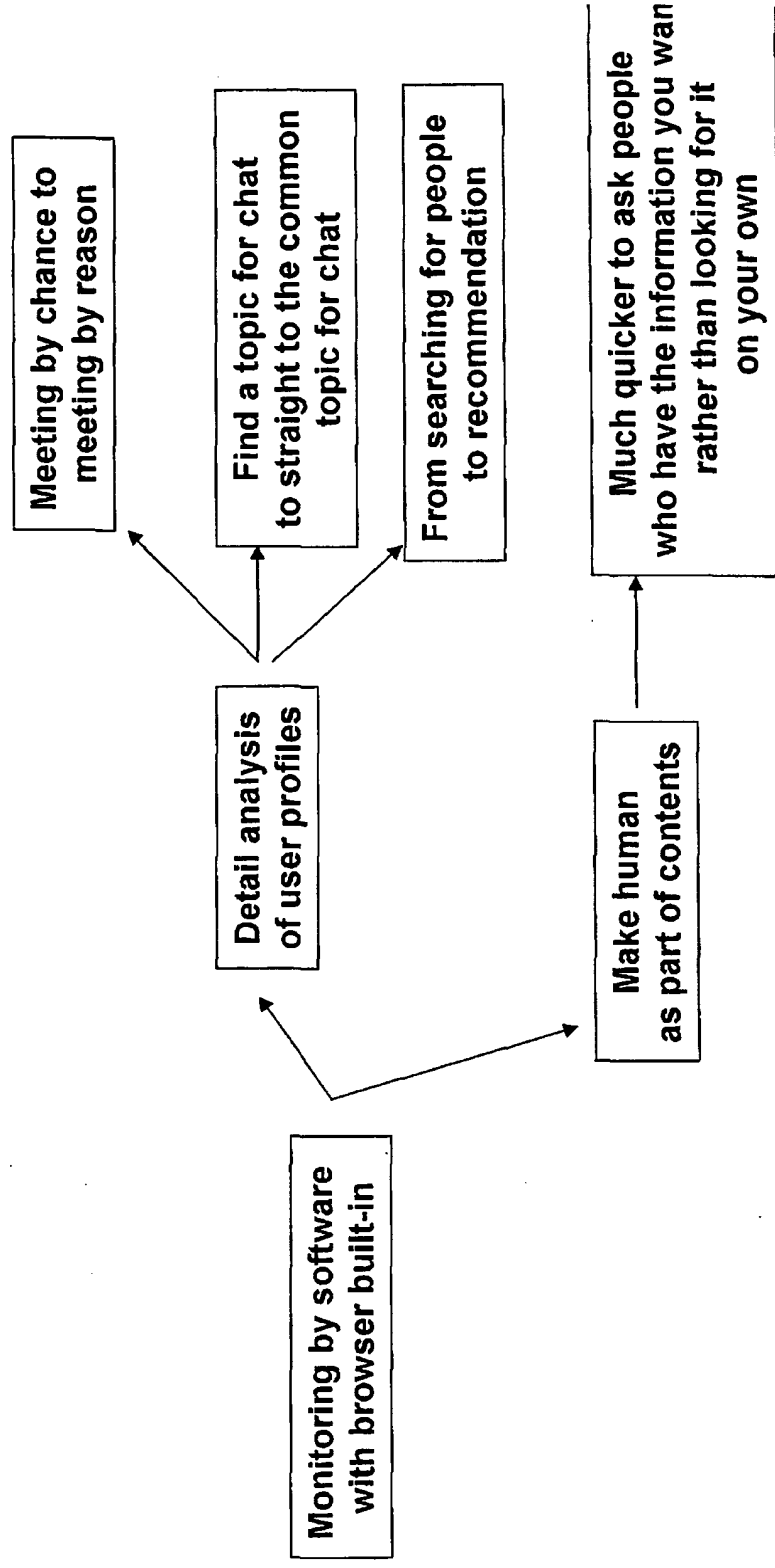 Monitoring by software
with browser built-in
Detail analysis
of user profiles
Make human
as part of contents
Meeting by chance to
meeting by reason
Find a topic for chat
to straight to the common
topic for chat
From searching for people
to recommendation
Much quicker to ask people
who have the information you wan
rather than looking for it
on your own